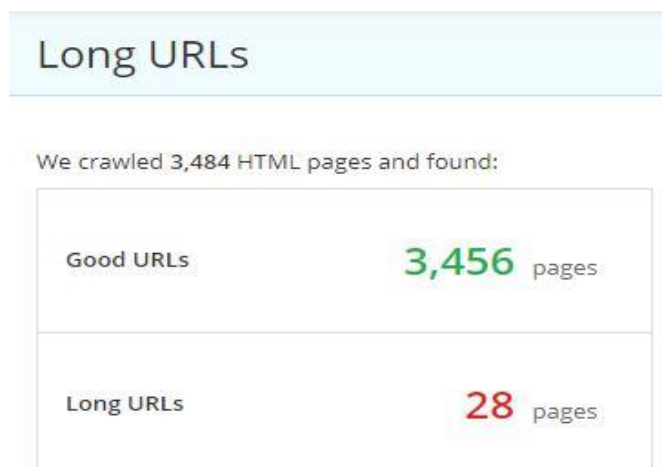 Long URLs
We crawled 3,484 HTML pages and found:
Good URLs 3,456 pages
Long URLs 28 pages